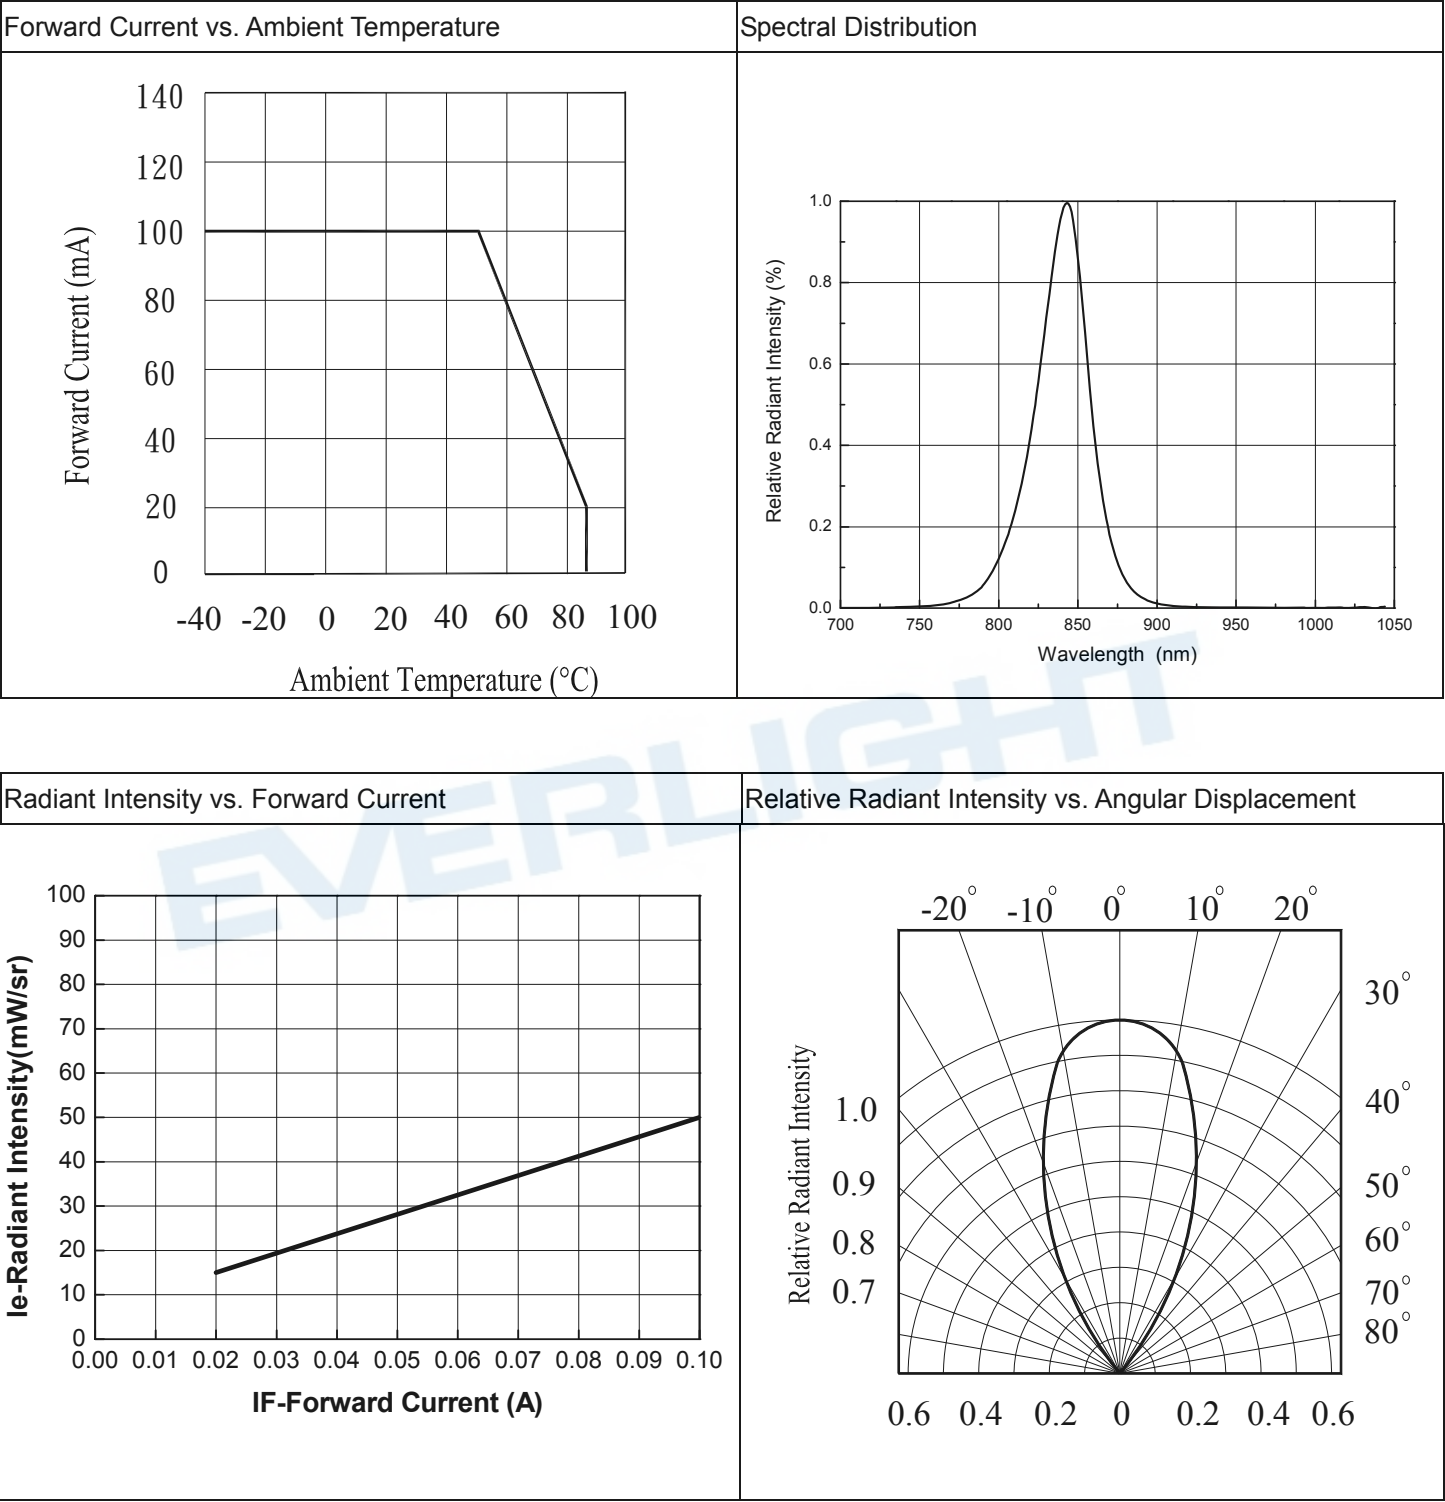 Forward Current vs. Ambient Temperature
Spectral Distribution
140
120
100
80
60
40
20
0
Forward Current (mA)
-40 -20 0 20 40 60 80 100
Ambient Temperature (°C)
1.0
0.8
0.6
0.4
0.2
0.0
Relative Radiant Intensity (%)
700 750 800 850 900 950 1000 1050
Wavelength (nm)
EVERLIGHT
Radiant Intensity vs. Forward Current
Relative Radiant Intensity vs. Angular Displacement
100
90
80
70
60
50
40
30
20
10
0
Ie-Radiant Intensity(mW/sr)
0.00 0.01 0.02 0.03 0.04 0.05 0.06 0.07 0.08 0.09 0.10
IF-Forward Current (A)
-20° -10° 0° 10° 20°
30°
40°
50°
60°
70°
80°
Relative Radiant Intensity
1.0
0.9
0.8
0.7
0.6 0.4 0.2 0 0.2 0.4 0.6